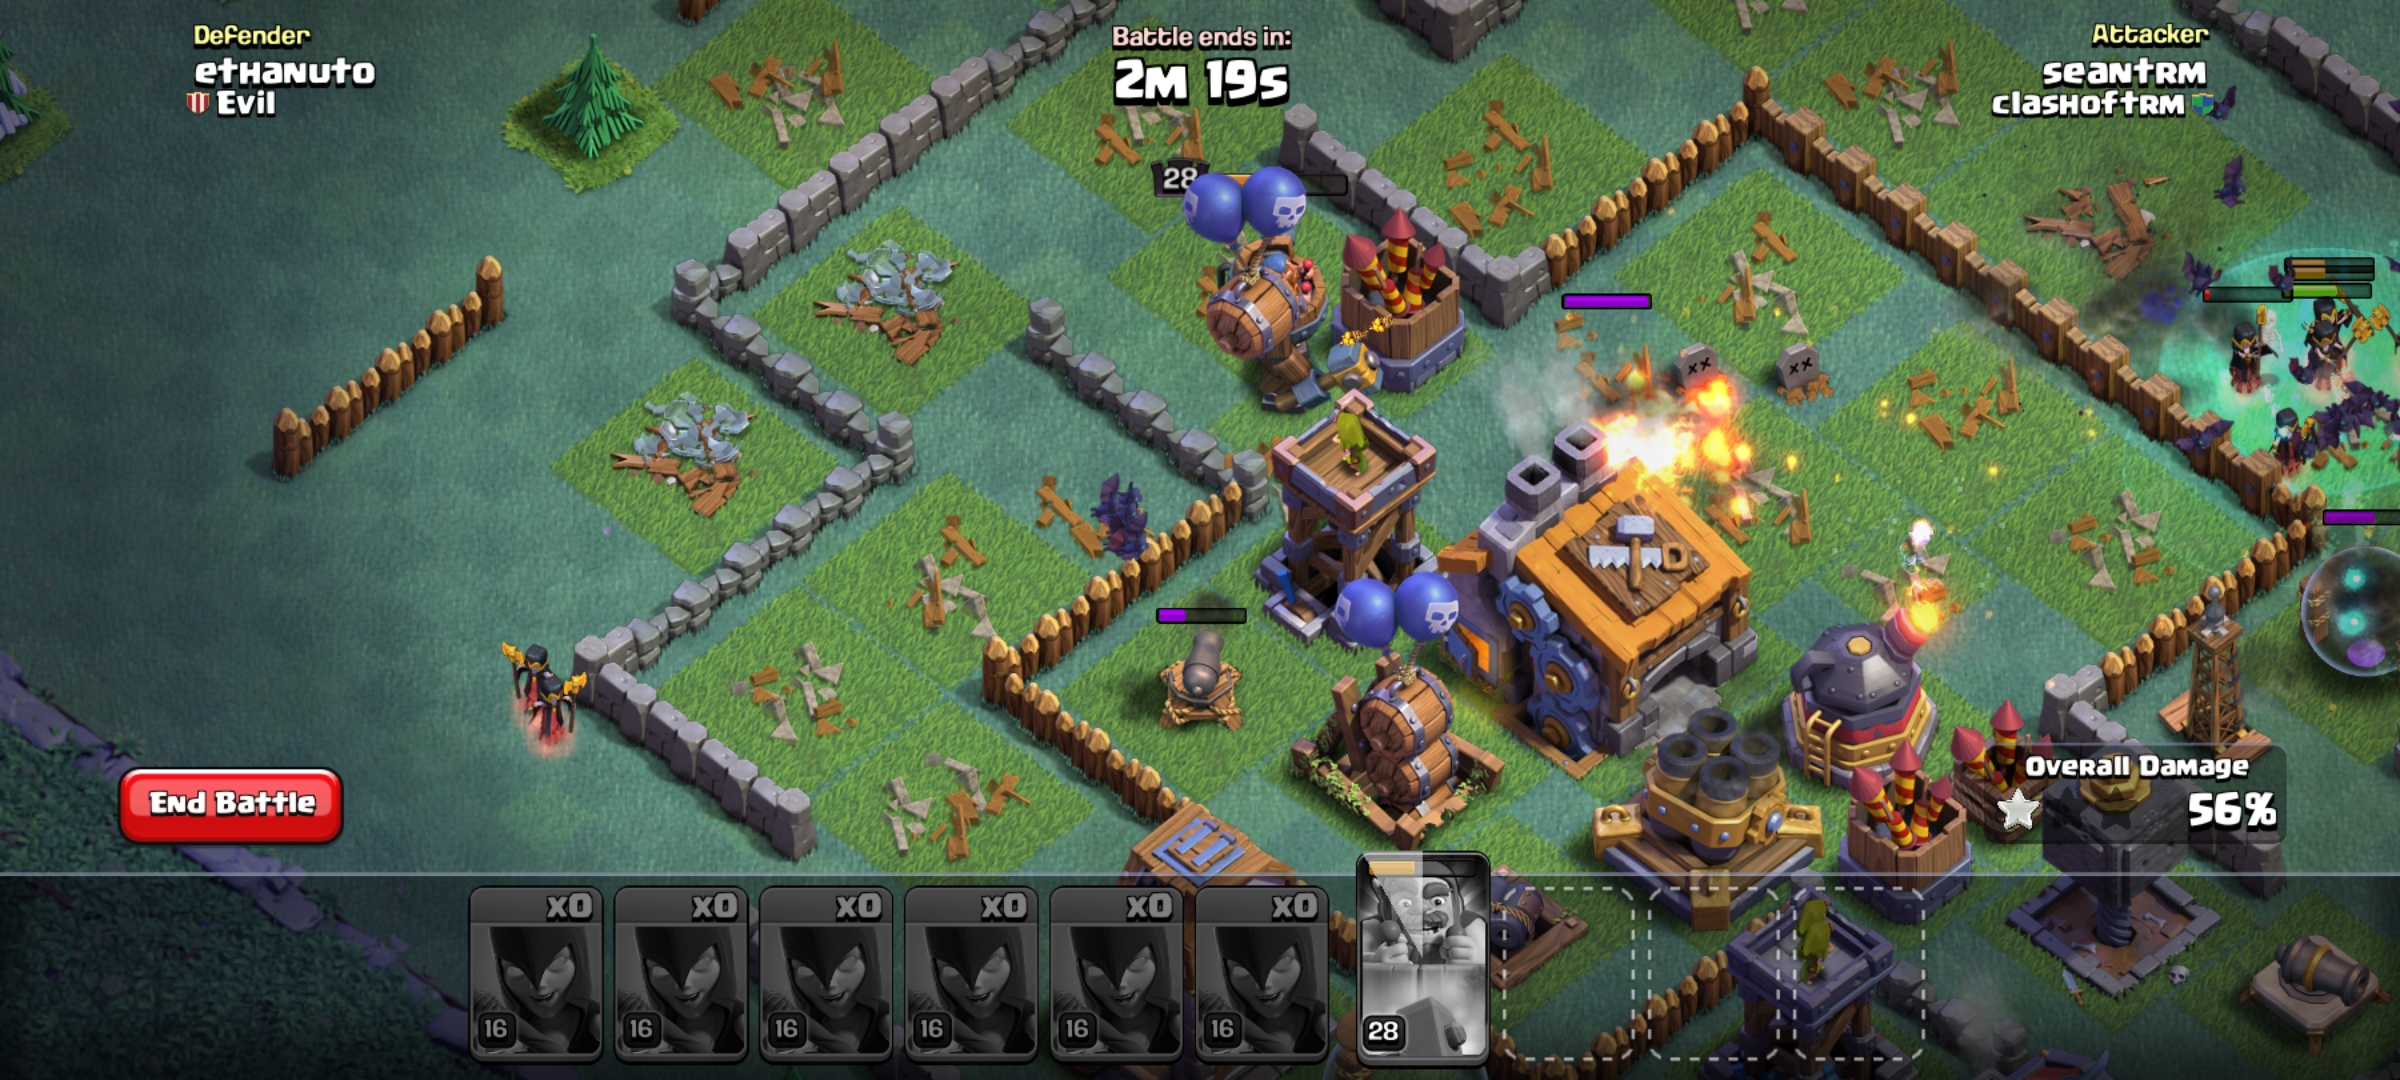 Defender
ethanuto
Evil
Battle ends in:
2M 19s
Attacker
seantrm
clashoftrm
28
End Battle
Overall Damage
56%
x0
x0
x0
x0
x0
x0
16
16
16
16
16
16
28